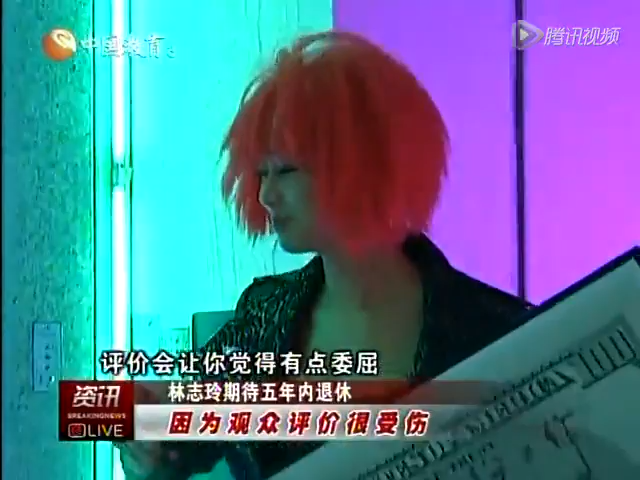 中国教育
腾讯视频
评价会让你觉得有点委屈
资讯
林志玲期待五年内退休
BREAKINGNEWS
因为观众评价很受伤
LIVE
100